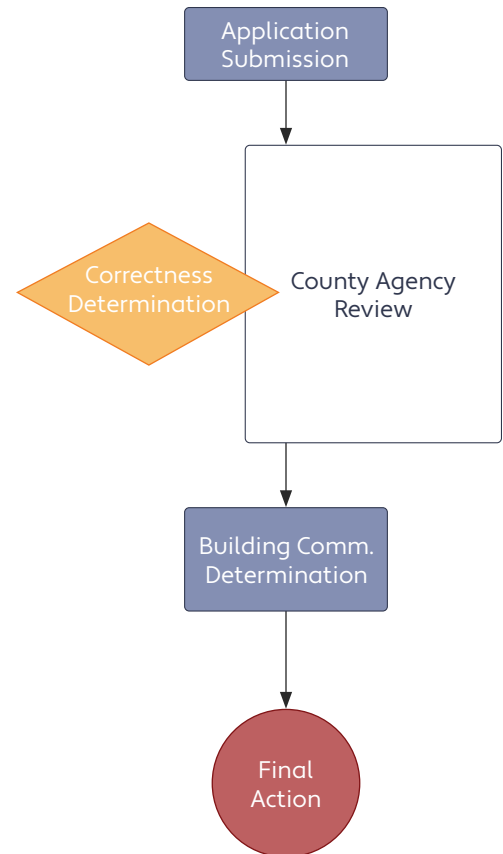 Application
Submission
Correctness
Determination
County Agency
Review
Building Comm.
Determination
Final
Action